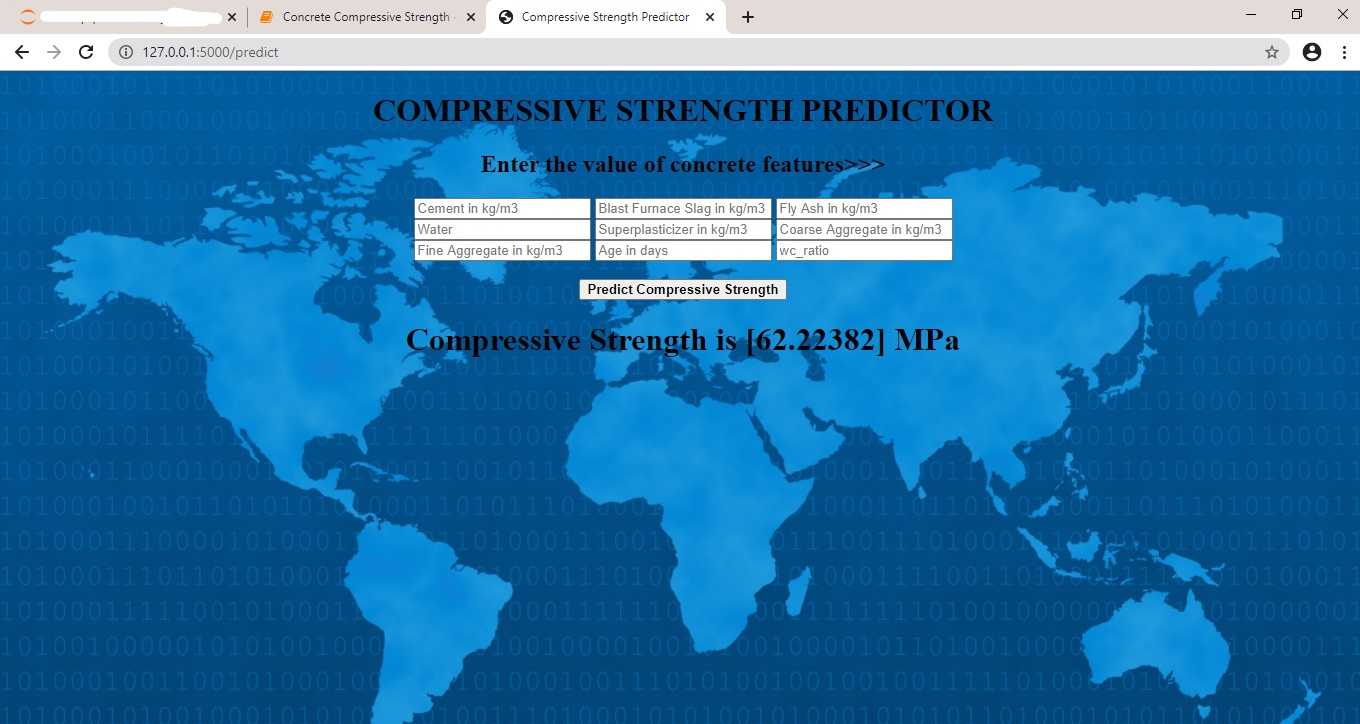 Concrete Compressive Strength -
Compressive Strength Predictor
127.0.0.1:5000/predict
COMPRESSIVE STRENGTH PREDICTOR
Enter the value of concrete features>>>
Cement in kg/m3 Blast Furnace Slag in kg/m3 Fly Ash in kg/m3
Water Superplasticizer in kg/m3 Coarse Aggregate in kg/m3
Fine Aggregate in kg/m3 Age in days wc_ratio
Predict Compressive Strength
Compressive Strength is [62.22382] MPa